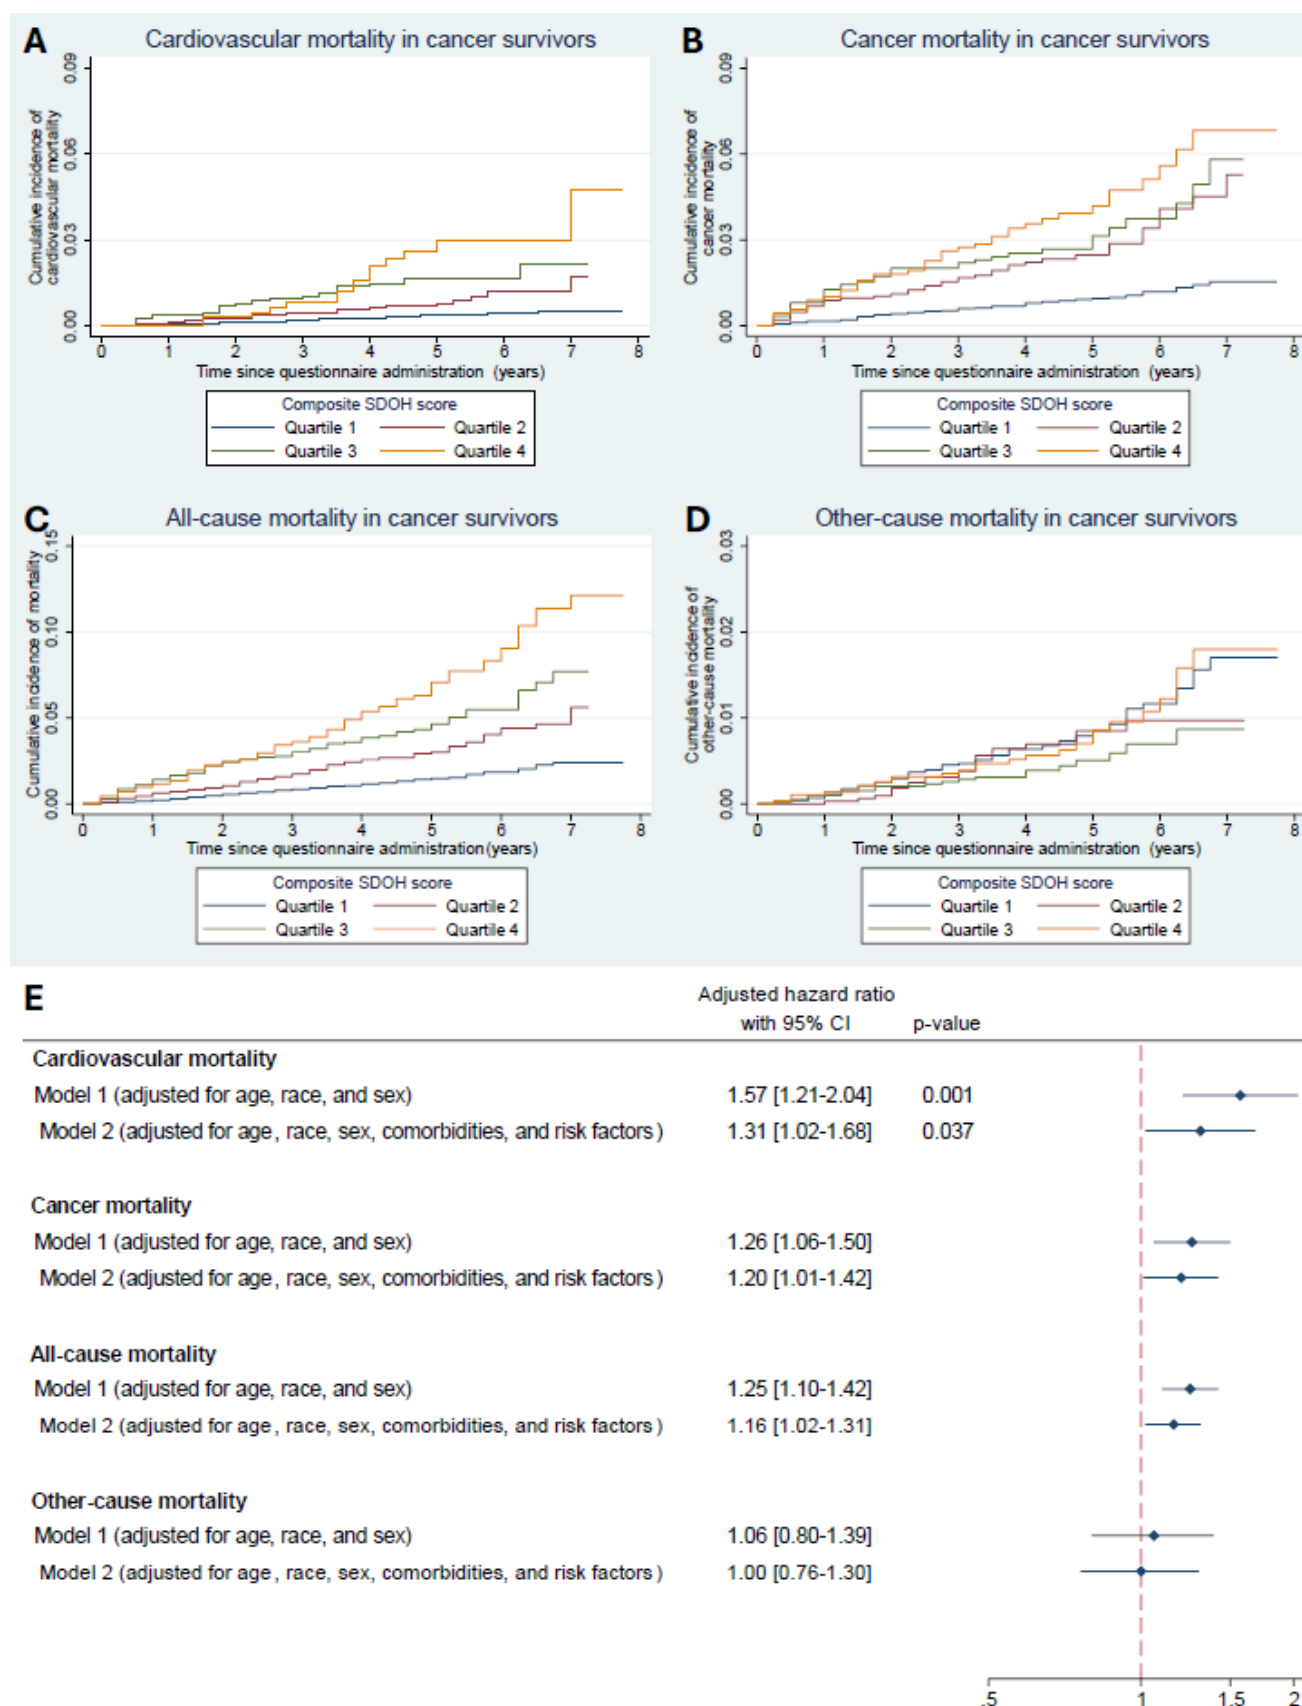 A
Cardiovascular mortality in cancer survivors
Cumulative incidence of
cardiovascular mortality
0.09
0.06
0.03
0.00
0 1 2 3 4 5 6 7 8
Time since questionnaire administration (years)
Composite SDOH score
Quartile 1 Quartile 2
Quartile 3 Quartile 4
B
Cancer mortality in cancer survivors
Cumulative incidence of
cancer mortality
0.09
0.06
0.03
0.00
0 1 2 3 4 5 6 7 8
Time since questionnaire administration (years)
Composite SDOH score
Quartile 1 Quartile 2
Quartile 3 Quartile 4
C
All-cause mortality in cancer survivors
Cumulative incidence of mortality
0.15
0.10
0.05
0.00
0 1 2 3 4 5 6 7 8
Time since questionnaire administration (years)
Composite SDOH score
Quartile 1 Quartile 2
Quartile 3 Quartile 4
D
Other-cause mortality in cancer survivors
Cumulative incidence of
other-cause mortality
0.03
0.02
0.01
0.00
0 1 2 3 4 5 6 7 8
Time since questionnaire administration (years)
Composite SDOH score
Quartile 1 Quartile 2
Quartile 3 Quartile 4
E
Adjusted hazard ratio
with 95% CI p-value
Cardiovascular mortality
Model 1 (adjusted for age, race, and sex) 1.57 [1.21-2.04] 0.001
Model 2 (adjusted for age, race, sex, comorbidities, and risk factors) 1.31 [1.02-1.68] 0.037
Cancer mortality
Model 1 (adjusted for age, race, and sex) 1.26 [1.06-1.50]
Model 2 (adjusted for age, race, sex, comorbidities, and risk factors) 1.20 [1.01-1.42]
All-cause mortality
Model 1 (adjusted for age, race, and sex) 1.25 [1.10-1.42]
Model 2 (adjusted for age, race, sex, comorbidities, and risk factors) 1.16 [1.02-1.31]
Other-cause mortality
Model 1 (adjusted for age, race, and sex) 1.06 [0.80-1.39]
Model 2 (adjusted for age, race, sex, comorbidities, and risk factors) 1.00 [0.76-1.30]
.5 1 1.5 2